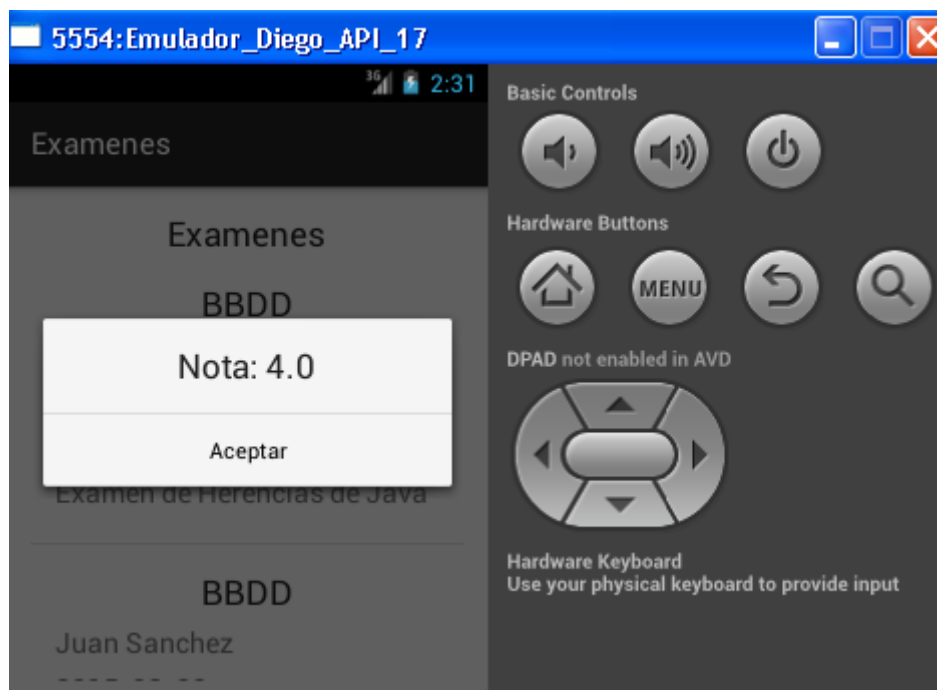 5554:Emulador_Diego_API_17
3G
2:31
Examenes
Examenes
BBDD
Nota: 4.0
Aceptar
Examen de Herencias de Java
BBDD
Juan Sanchez
Basic Controls
Hardware Buttons
MENU
DPAD not enabled in AVD
Hardware Keyboard
Use your physical keyboard to provide input